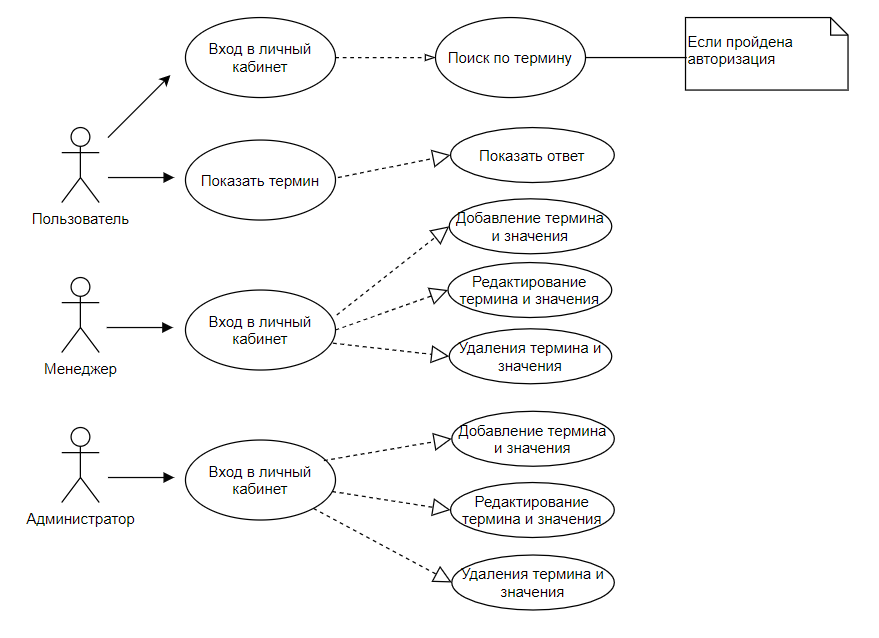 Вход в личный
кабинет
Поиск по термину
Если пройдена
авторизация
Показать термин
Показать ответ
Пользователь
Добавление термина
и значения
Редактирование
термина и значения
Вход в личный
кабинет
Удаления термина и
значения
Менеджер
Добавление термина
и значения
Вход в личный
кабинет
Редактирование
термина и значения
Администратор
Удаления термина и
значения